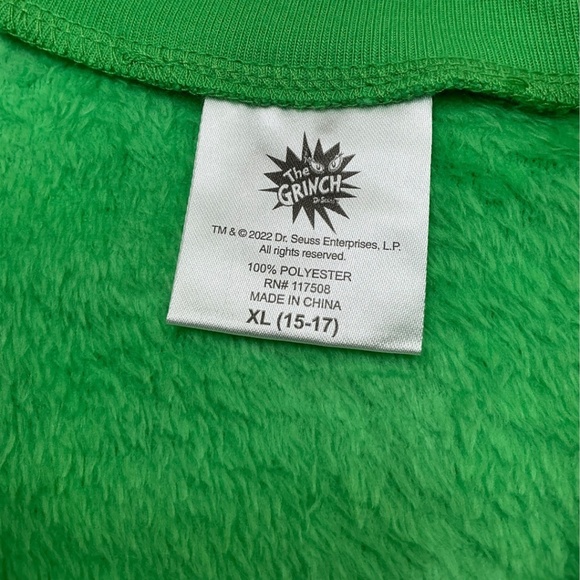 The
GRINCH
Dr. Seuss
TM & © 2022 Dr. Seuss Enterprises, L.P.
All rights reserved.
100% POLYESTER
RN# 117508
MADE IN CHINA
XL (15-17)